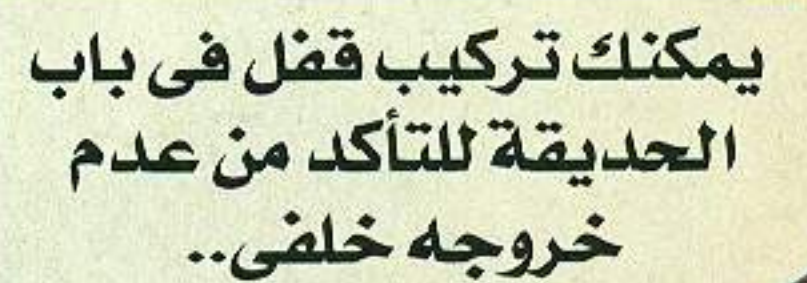 يمكنك تركيب قفل فى باب
الحديقة للتأكد من عدم
خروجه خلفى..